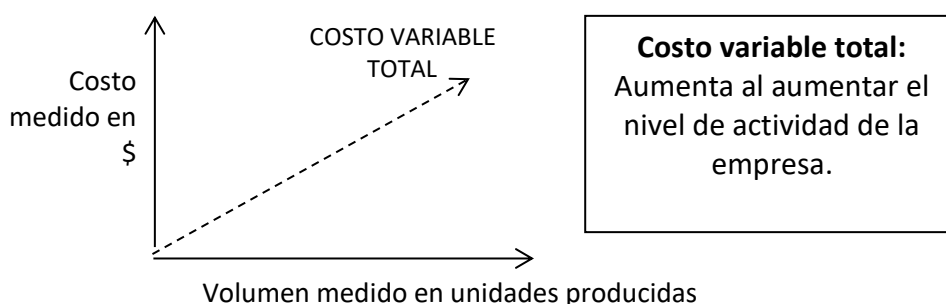 COSTO VARIABLE
TOTAL
Costo
medido en
$
Volumen medido en unidades producidas
Costo variable total:
Aumenta al aumentar el
nivel de actividad de la
empresa.